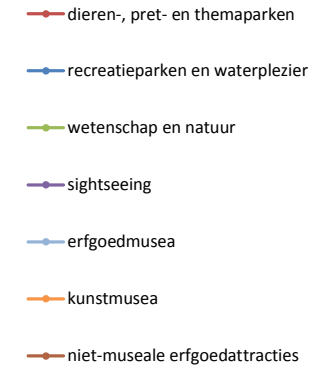 dieren-, pret- en themaparken
recreatieparken en waterplezier
wetenschap en natuur
sightseeing
erfgoedmusea
kunstmusea
niet-museale erfgoedattracties